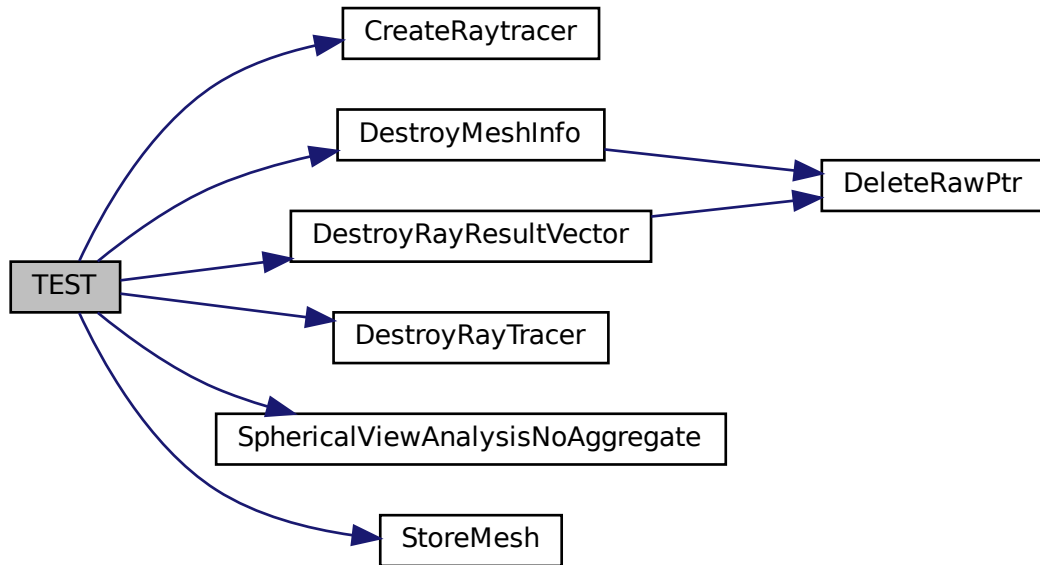 TEST
CreateRaytracer
DestroyMeshInfo
DestroyRayResultVector
DestroyRayTracer
SphericalViewAnalysisNoAggregate
StoreMesh
DeleteRawPtr